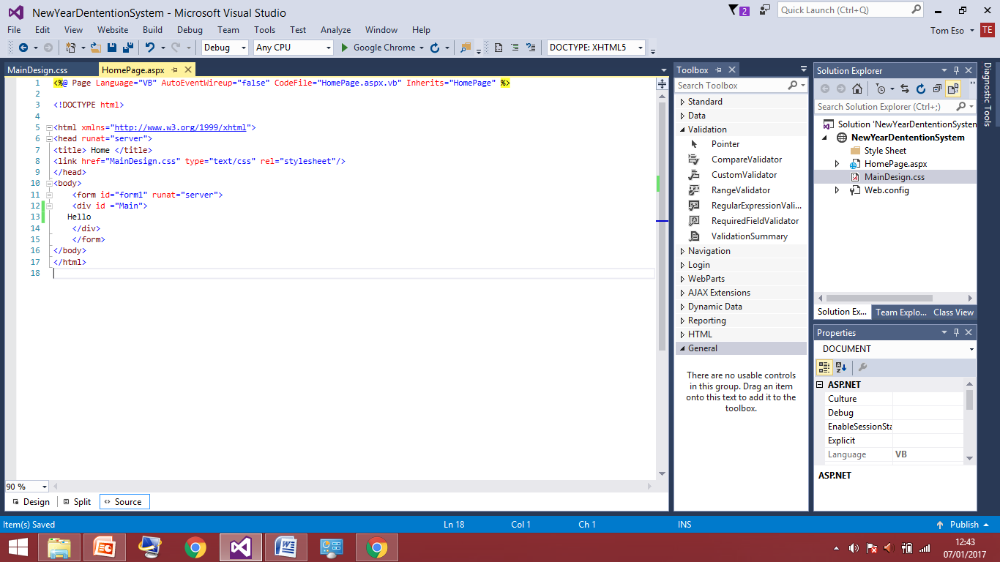 NewYearDententionSystem - Microsoft Visual Studio
2
Quick Launch (Ctrl+Q)
File Edit View Website Build Debug Team Tools Test Analyze Window Help
Tom Eso TE
Debug Any CPU Google Chrome DOCTYPE: XHTML5
MainDesign.css HomePage.aspx
1 <%@ Page Language="VB" AutoEventWireup="false" CodeFile="HomePage.aspx.vb" Inherits="HomePage" %>
2
3 <!DOCTYPE html>
4
5 <html xmlns="http://www.w3.org/1999/xhtml">
6 <head runat="server">
7 <title> Home </title>
8 <link href="MainDesign.css" type="text/css" rel="stylesheet"/>
9 </head>
10 <body>
11 <form id="form1" runat="server">
12 <div id ="Main">
13 Hello
14 </div>
15 </form>
16 </body>
17 </html>
18
90 %
Design Split Source
Toolbox
Search Toolbox
Standard
Data
Validation
Pointer
CompareValidator
CustomValidator
RangeValidator
RegularExpressionVali...
RequiredFieldValidator
ValidationSummary
Navigation
Login
WebParts
AJAX Extensions
Dynamic Data
Reporting
HTML
General
There are no usable controls
in this group. Drag an item
onto this text to add it to the
toolbox.
Solution Explorer
Search Solution Explorer (Ctrl+;)
Solution 'NewYearDententionSysten
NewYearDententionSystem
Style Sheet
HomePage.aspx
MainDesign.css
Web.config
Solution Ex... Team Explo... Class View
Properties
DOCUMENT
ASP.NET
Culture
Debug
EnableSessionSta
Explicit
Language VB
ASP.NET
Diagnostic Tools
Item(s) Saved Ln 18 Col 1 Ch 1 INS Publish
12:43
07/01/2017